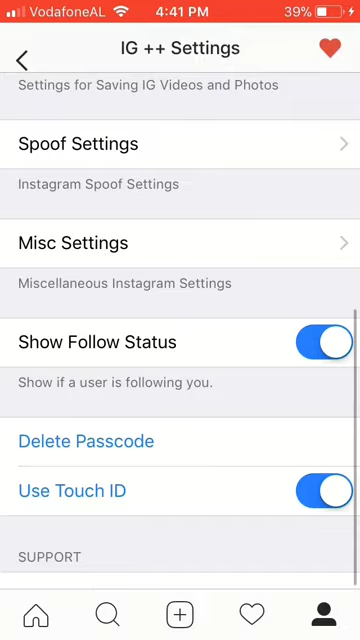 VodafoneAL 4:41 PM 39%
IG ++ Settings
Settings for Saving IG Videos and Photos
Spoof Settings
Instagram Spoof Settings
Misc Settings
Miscellaneous Instagram Settings
Show Follow Status
Show if a user is following you.
Delete Passcode
Use Touch ID
SUPPORT